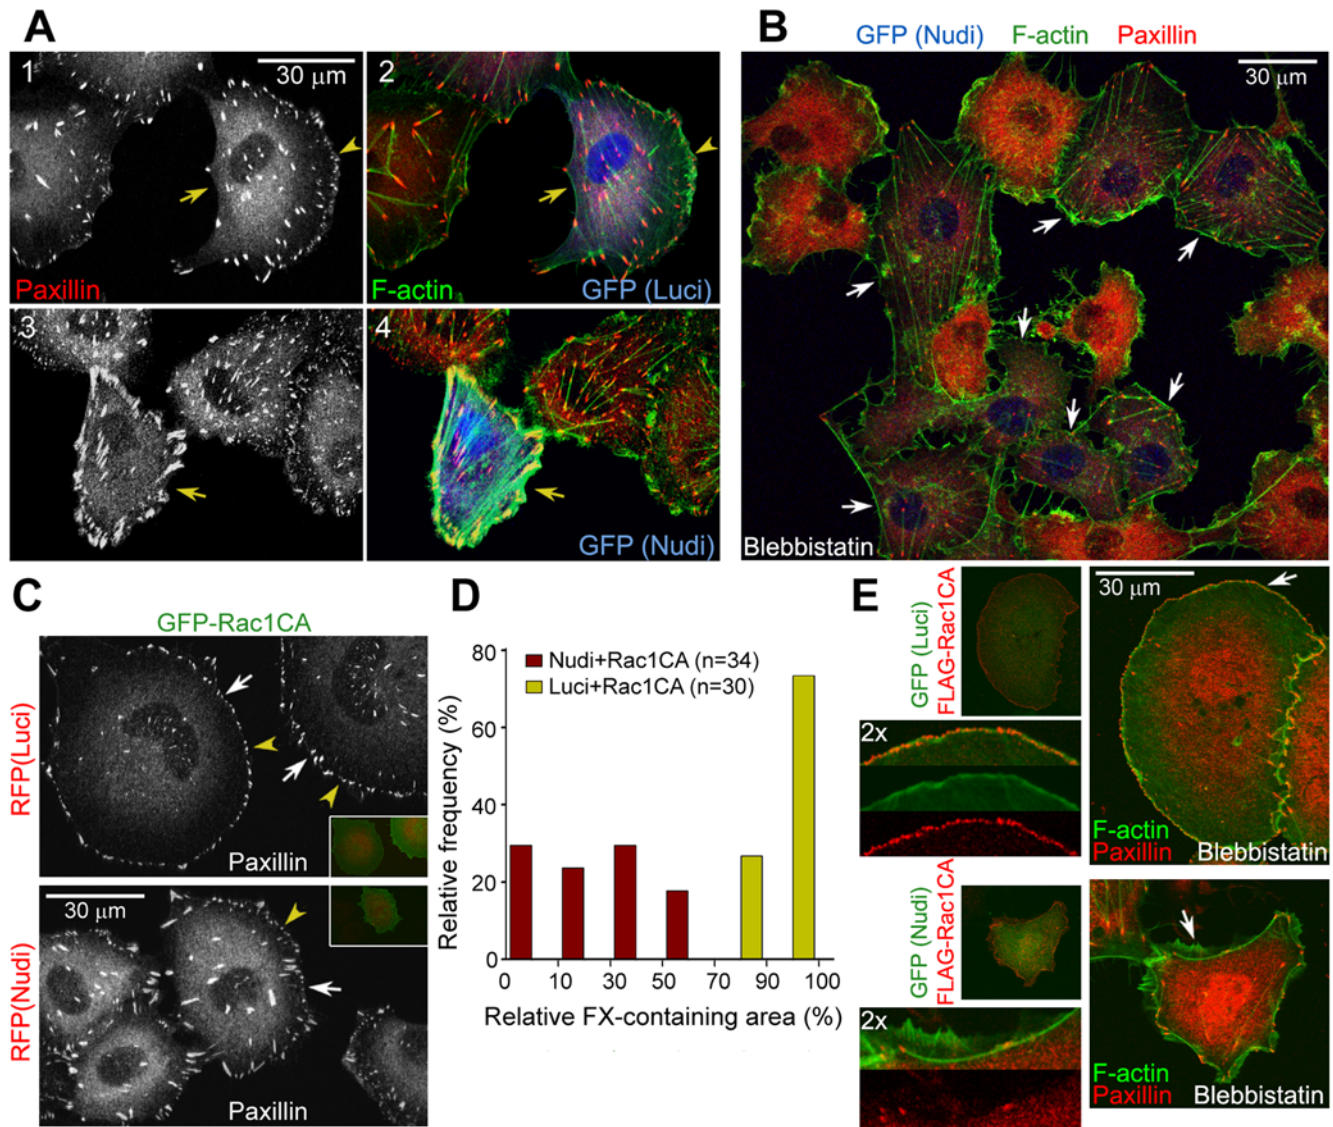 A
1
30 μm
Paxillin
2
F-actin
GFP (Luci)
3
4
GFP (Nudi)
B
GFP (Nudi) F-actin Paxillin
30 μm
Blebbistatin
C
GFP-Rac1CA
RFP(Luci)
Paxillin
30 μm
RFP(Nudi)
Paxillin
D
80
60
40
20
0
Relative frequency (%)
Nudi+Rac1CA (n=34)
Luci+Rac1CA (n=30)
0 10 30 50 70 80 90 100
Relative FX-containing area (%)
E
GFP (Luci)
FLAG-Rac1CA
2x
30 μm
F-actin
Paxillin
Blebbistatin
GFP (Nudi)
FLAG-Rac1CA
2x
F-actin
Paxillin
Blebbistatin